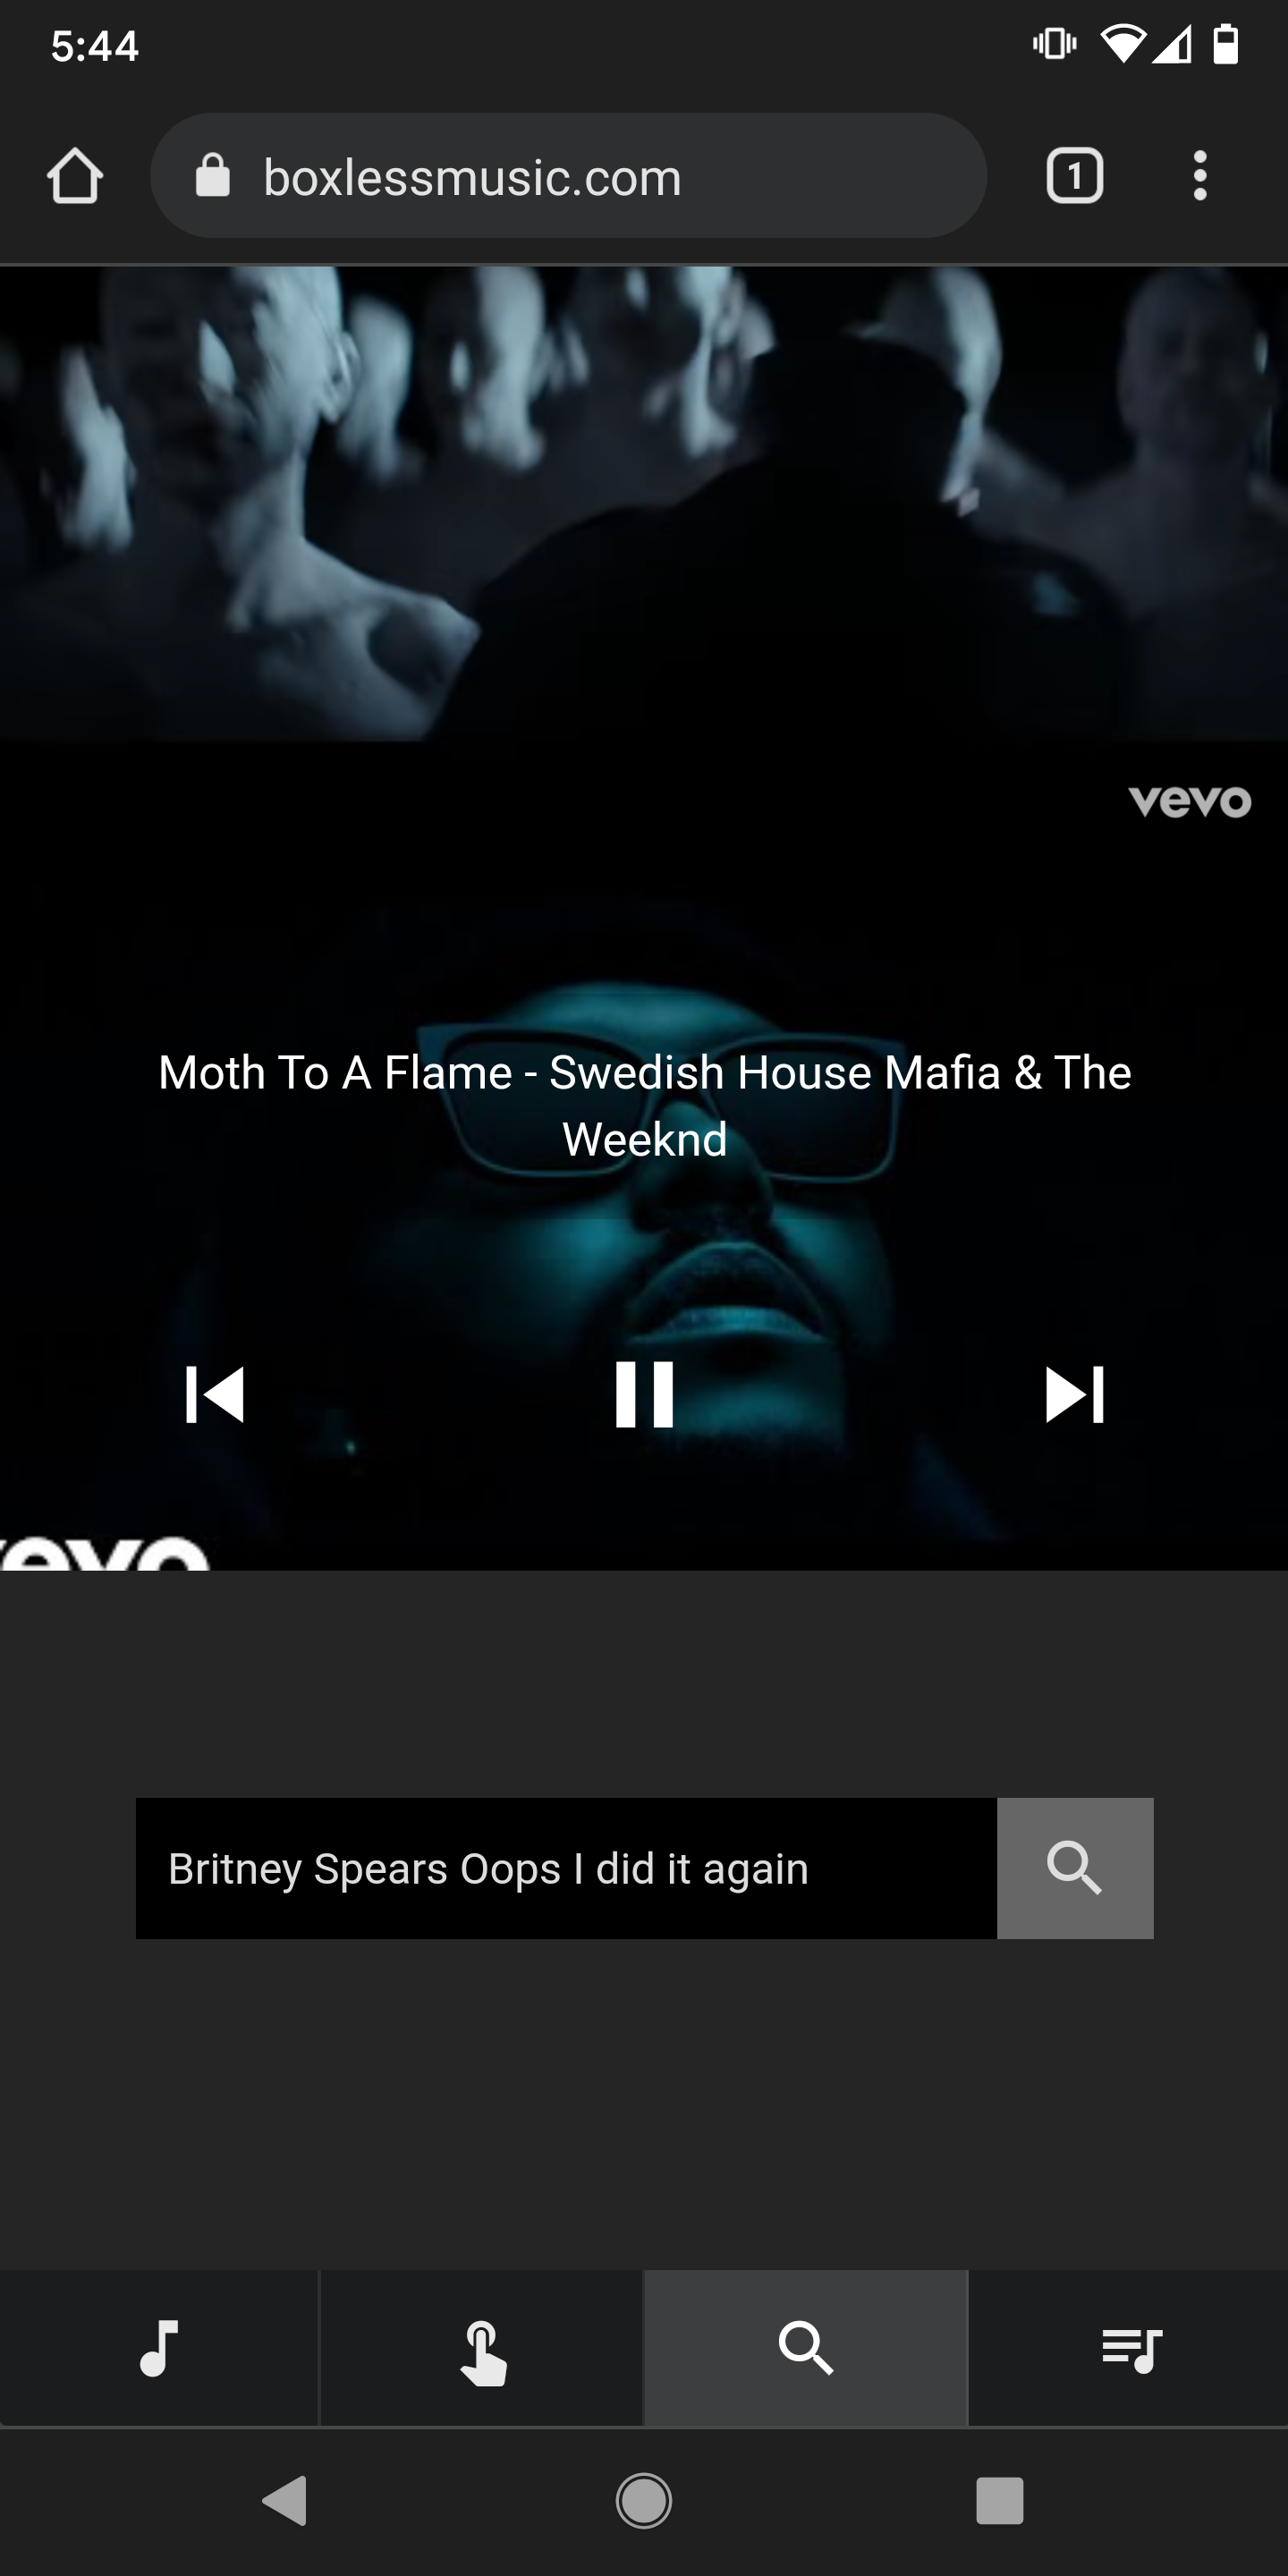 5:44
boxlessmusic.com
1
vevo
Moth To A Flame - Swedish House Mafia & The
Weeknd
vevo
Britney Spears Oops I did it again